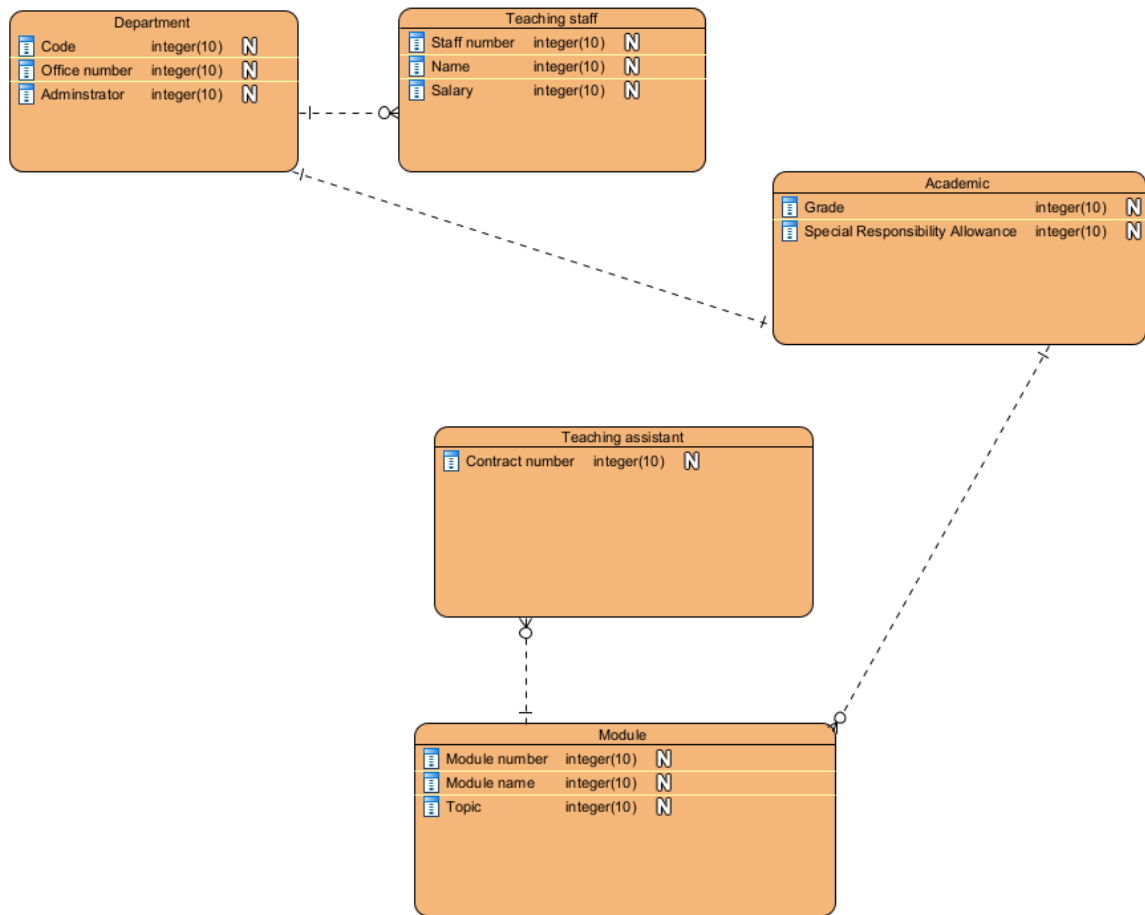 Department
Code integer(10) N
Office number integer(10) N
Adminstrator integer(10) N
Teaching staff
Staff number integer(10) N
Name integer(10) N
Salary integer(10) N
Academic
Grade integer(10) N
Special Responsibility Allowance integer(10) N
Teaching assistant
Contract number integer(10) N
Module
Module number integer(10) N
Module name integer(10) N
Topic integer(10) N